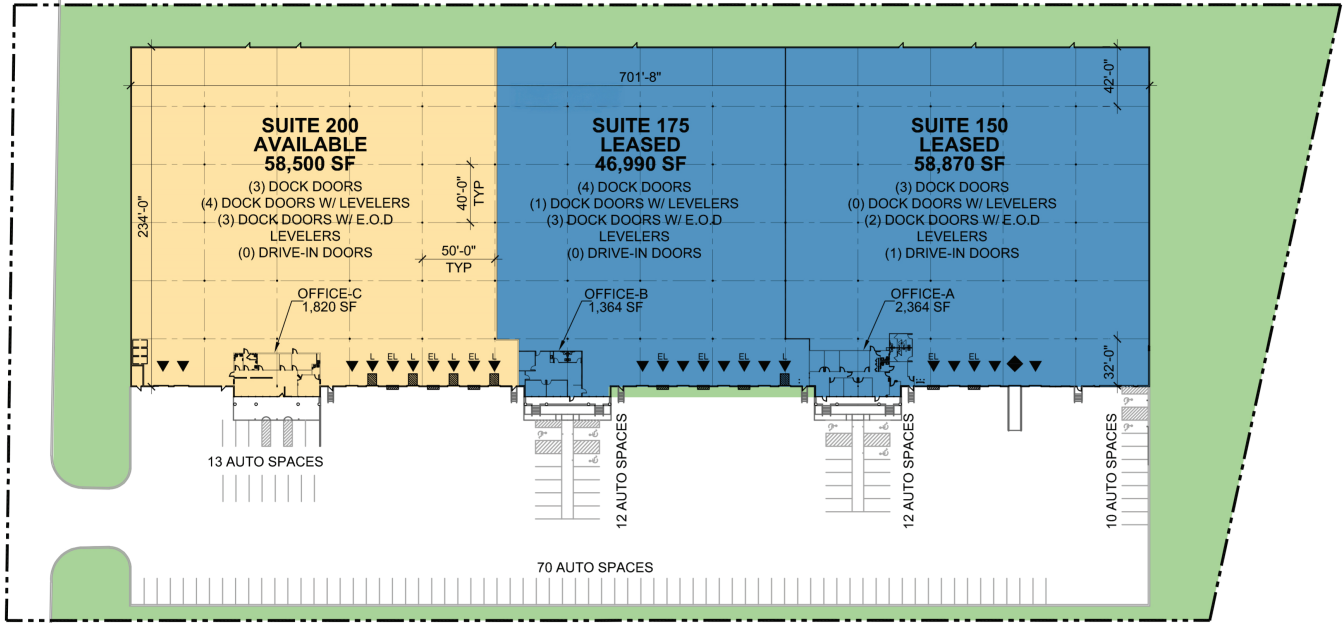 701'-8"
42'-0"
SUITE 200
AVAILABLE
58,500 SF
(3) DOCK DOORS
(4) DOCK DOORS W/ LEVELERS
(3) DOCK DOORS W/ E.O.D
LEVELERS
(0) DRIVE-IN DOORS
234'-0"
40'-0"
TYP
50'-0"
TYP
SUITE 175
LEASED
46,990 SF
(4) DOCK DOORS
(1) DOCK DOORS W/ LEVELERS
(3) DOCK DOORS W/ E.O.D
LEVELERS
(0) DRIVE-IN DOORS
SUITE 150
LEASED
58,870 SF
(3) DOCK DOORS
(0) DOCK DOORS W/ LEVELERS
(2) DOCK DOORS W/ E.O.D
LEVELERS
(1) DRIVE-IN DOORS
OFFICE-C
1,820 SF
OFFICE-B
1,364 SF
OFFICE-A
2,364 SF
L EL L EL L EL L
EL EL EL L
EL EL
32'-0"
13 AUTO SPACES
12 AUTO SPACES
12 AUTO SPACES
10 AUTO SPACES
70 AUTO SPACES